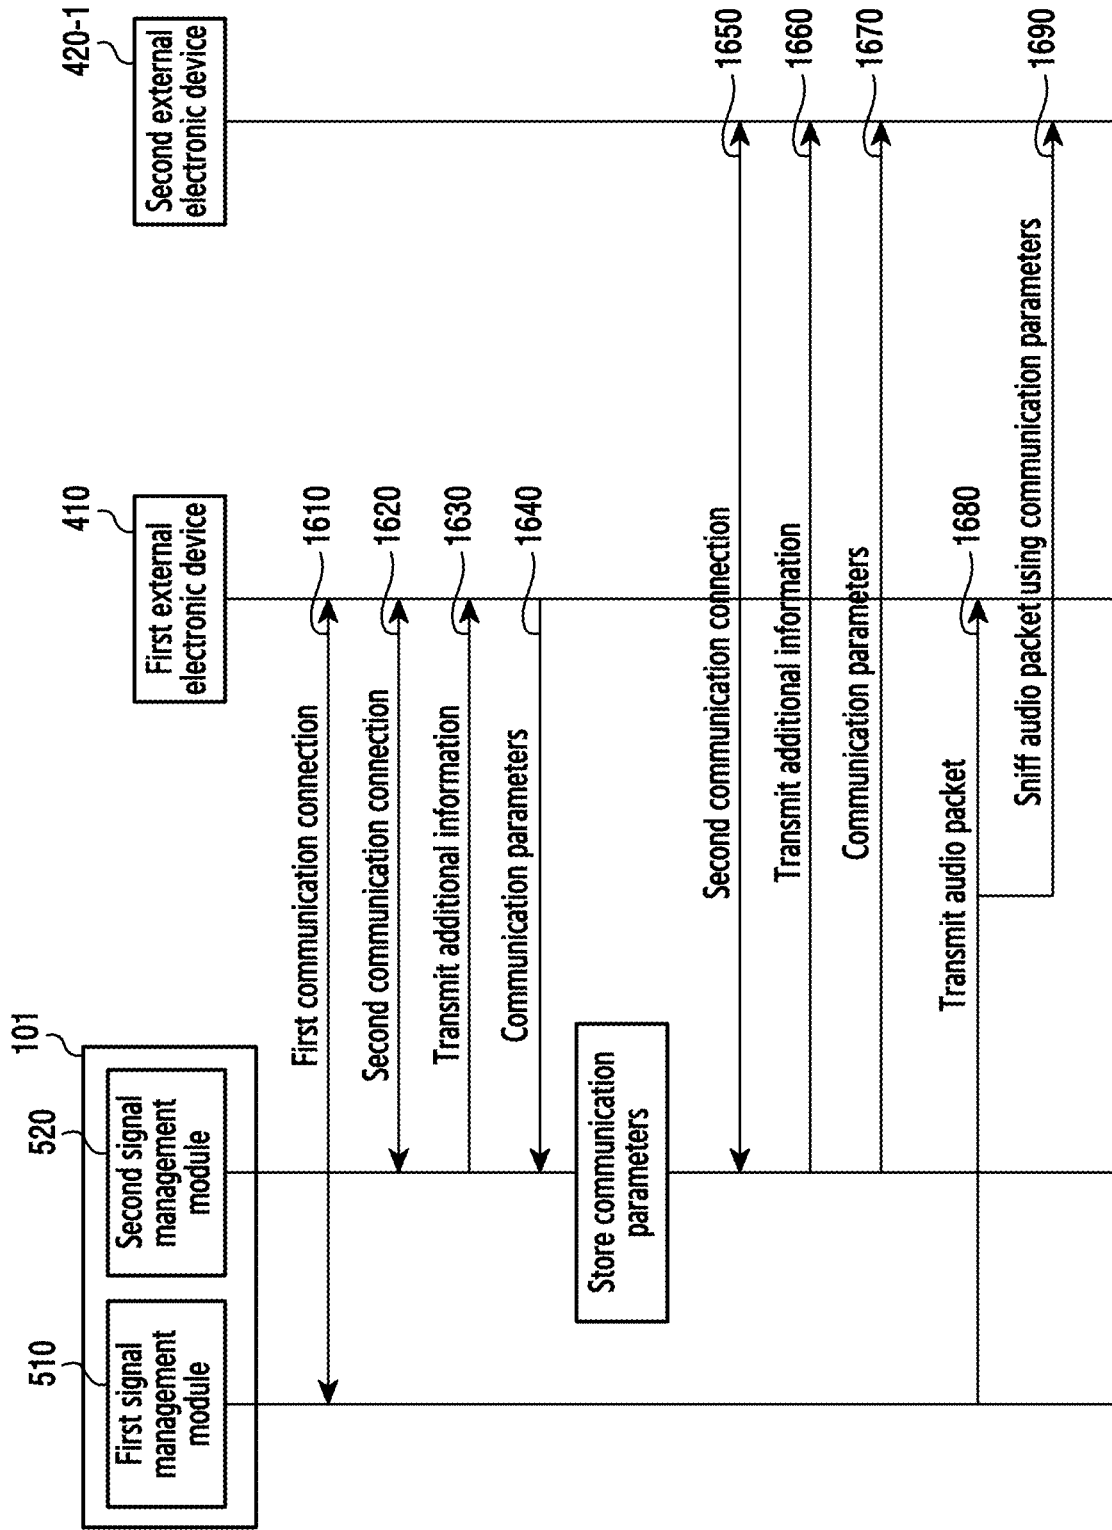 101
510
520
410
420-1
First signal
management
module
Second signal
management
module
First external
electronic device
Second external
electronic device
First communication connection
1610
Second communication connection
1620
Transmit additional information
1630
Communication parameters
1640
Store communication
parameters
Second communication connection
1650
Transmit additional information
1660
Communication parameters
1670
Transmit audio packet
1680
Sniff audio packet using communication parameters
1690